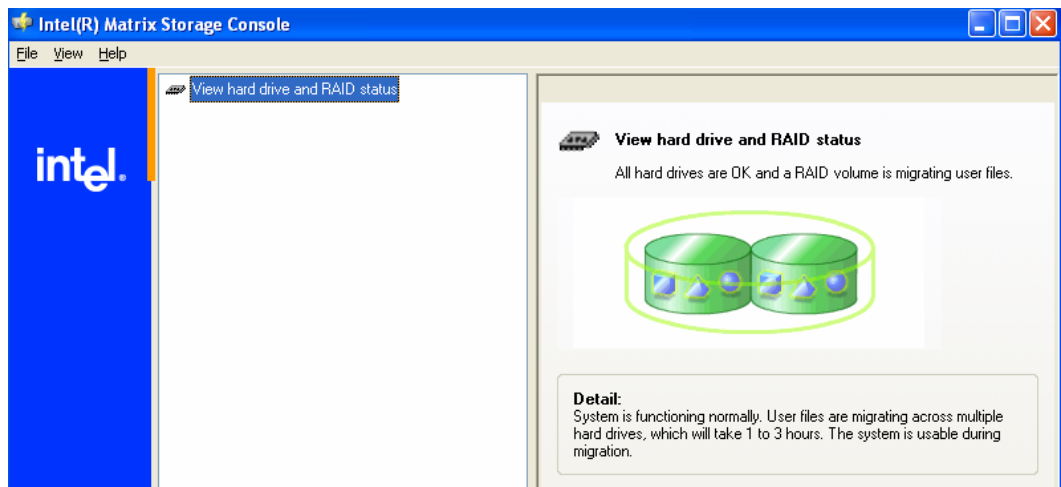 Intel(R) Matrix Storage Console
File View Help
intel.
View hard drive and RAID status
View hard drive and RAID status
All hard drives are OK and a RAID volume is migrating user files.
Detail:
System is functioning normally. User files are migrating across multiple
hard drives, which will take 1 to 3 hours. The system is usable during
migration.